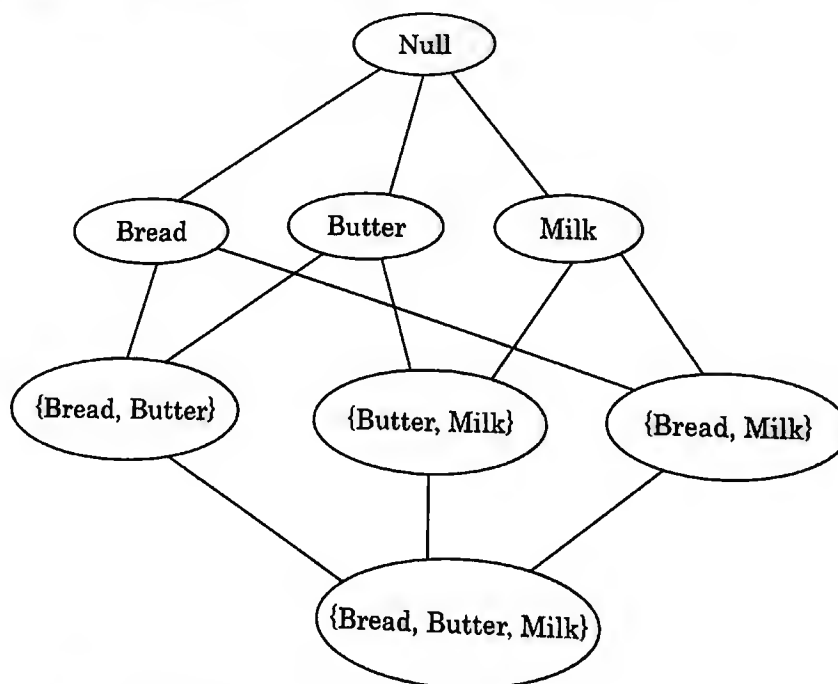 Null
Bread
Butter
Milk
{Bread, Butter}
{Butter, Milk}
{Bread, Milk}
{Bread, Butter, Milk}